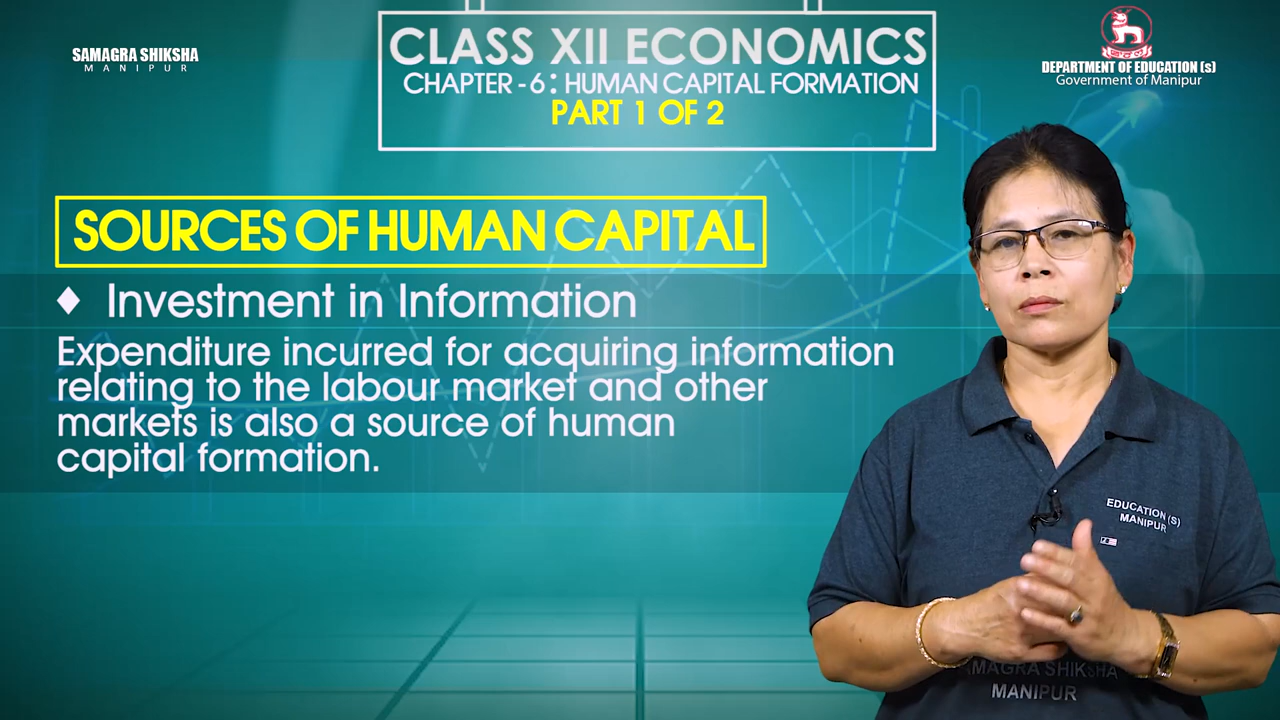 SAMAGRA SHIKSHA
MANIPUR
CLASS XII ECONOMICS
CHAPTER - 6 : HUMAN CAPITAL FORMATION
PART 1 OF 2
DEPARTMENT OF EDUCATION (s)
Government of Manipur
SOURCES OF HUMAN CAPITAL
Investment in Information
Expenditure incurred for acquiring information
relating to the labour market and other
markets is also a source of human
capital formation.
EDUCATION (S)
MANIPUR
AMAGRA SHIKSHA
MANIPUR